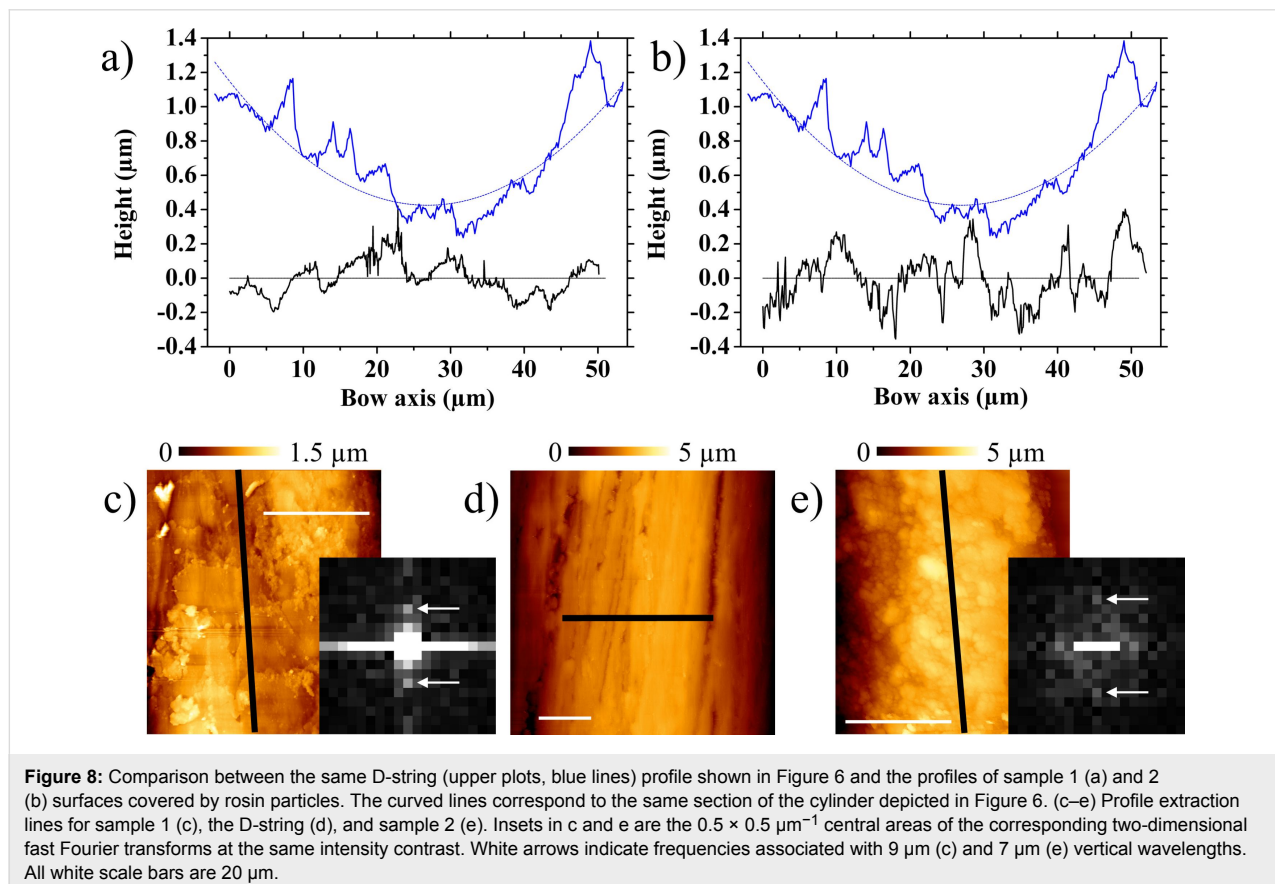 a)
1.4
1.2
1.0
0.8
0.6
0.4
0.2
0.0
-0.2
-0.4
Height (µm)
0 10 20 30 40 50
Bow axis (µm)
b)
1.4
1.2
1.0
0.8
0.6
0.4
0.2
0.0
-0.2
-0.4
Height (µm)
0 10 20 30 40 50
Bow axis (µm)
c)
0 1.5 µm
d)
0 5 µm
e)
0 5 µm
Figure 8: Comparison between the same D-string (upper plots, blue lines) profile shown in Figure 6 and the profiles of sample 1 (a) and 2
(b) surfaces covered by rosin particles. The curved lines correspond to the same section of the cylinder depicted in Figure 6. (c–e) Profile extraction
lines for sample 1 (c), the D-string (d), and sample 2 (e). Insets in c and e are the 0.5 × 0.5 µm⁻¹ central areas of the corresponding two-dimensional
fast Fourier transforms at the same intensity contrast. White arrows indicate frequencies associated with 9 µm (c) and 7 µm (e) vertical wavelengths.
All white scale bars are 20 µm.